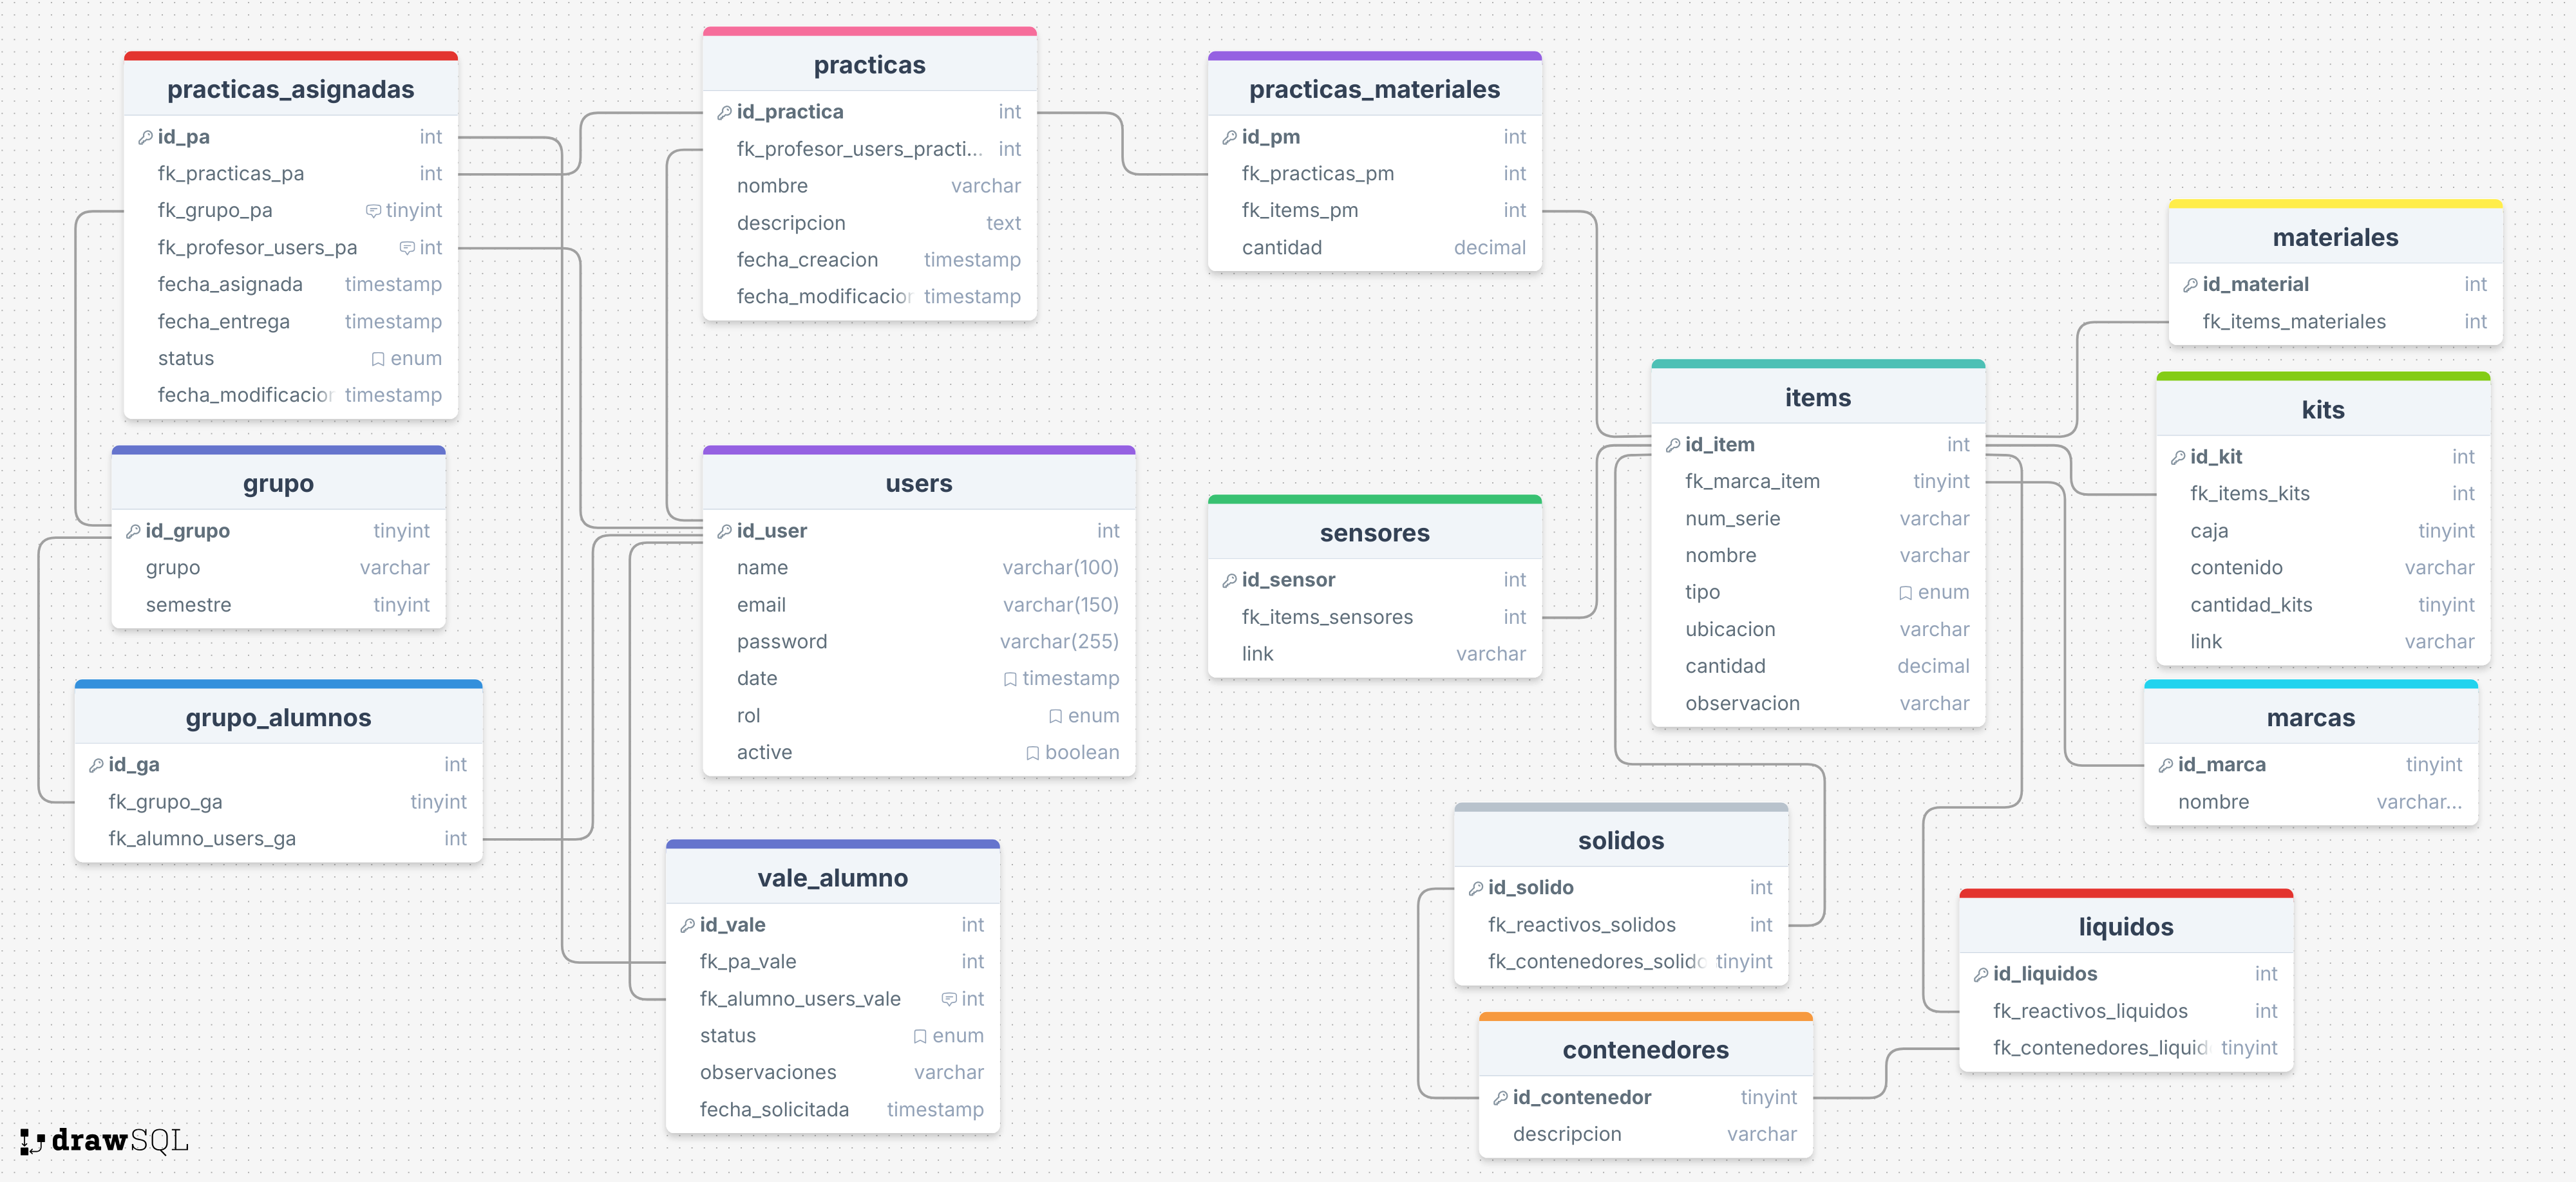 practicas_asignadas
id_pa int
fk_practicas_pa int
fk_grupo_pa tinyint
fk_profesor_users_pa int
fecha_asignada timestamp
fecha_entrega timestamp
status enum
fecha_modificacion timestamp
practicas
id_practica int
fk_profesor_users_practi... int
nombre varchar
descripcion text
fecha_creacion timestamp
fecha_modificacion timestamp
practicas_materiales
id_pm int
fk_practicas_pm int
fk_items_pm int
cantidad decimal
materiales
id_material int
fk_items_materiales int
grupo
id_grupo tinyint
grupo varchar
semestre tinyint
users
id_user int
name varchar(100)
email varchar(150)
password varchar(255)
date timestamp
rol enum
active boolean
sensores
id_sensor int
fk_items_sensores int
link varchar
items
id_item int
fk_marca_item tinyint
num_serie varchar
nombre varchar
tipo enum
ubicacion varchar
cantidad decimal
observacion varchar
kits
id_kit int
fk_items_kits int
caja tinyint
contenido varchar
cantidad_kits tinyint
link varchar
grupo_alumnos
id_ga int
fk_grupo_ga tinyint
fk_alumno_users_ga int
vale_alumno
id_vale int
fk_pa_vale int
fk_alumno_users_vale int
status enum
observaciones varchar
fecha_solicitada timestamp
marcas
id_marca tinyint
nombre varchar...
solidos
id_solido int
fk_reactivos_solidos int
fk_contenedores_solido tinyint
liquidos
id_liquidos int
fk_reactivos_liquidos int
fk_contenedores_liquid tinyint
contenedores
id_contenedor tinyint
descripcion varchar
drawSQL